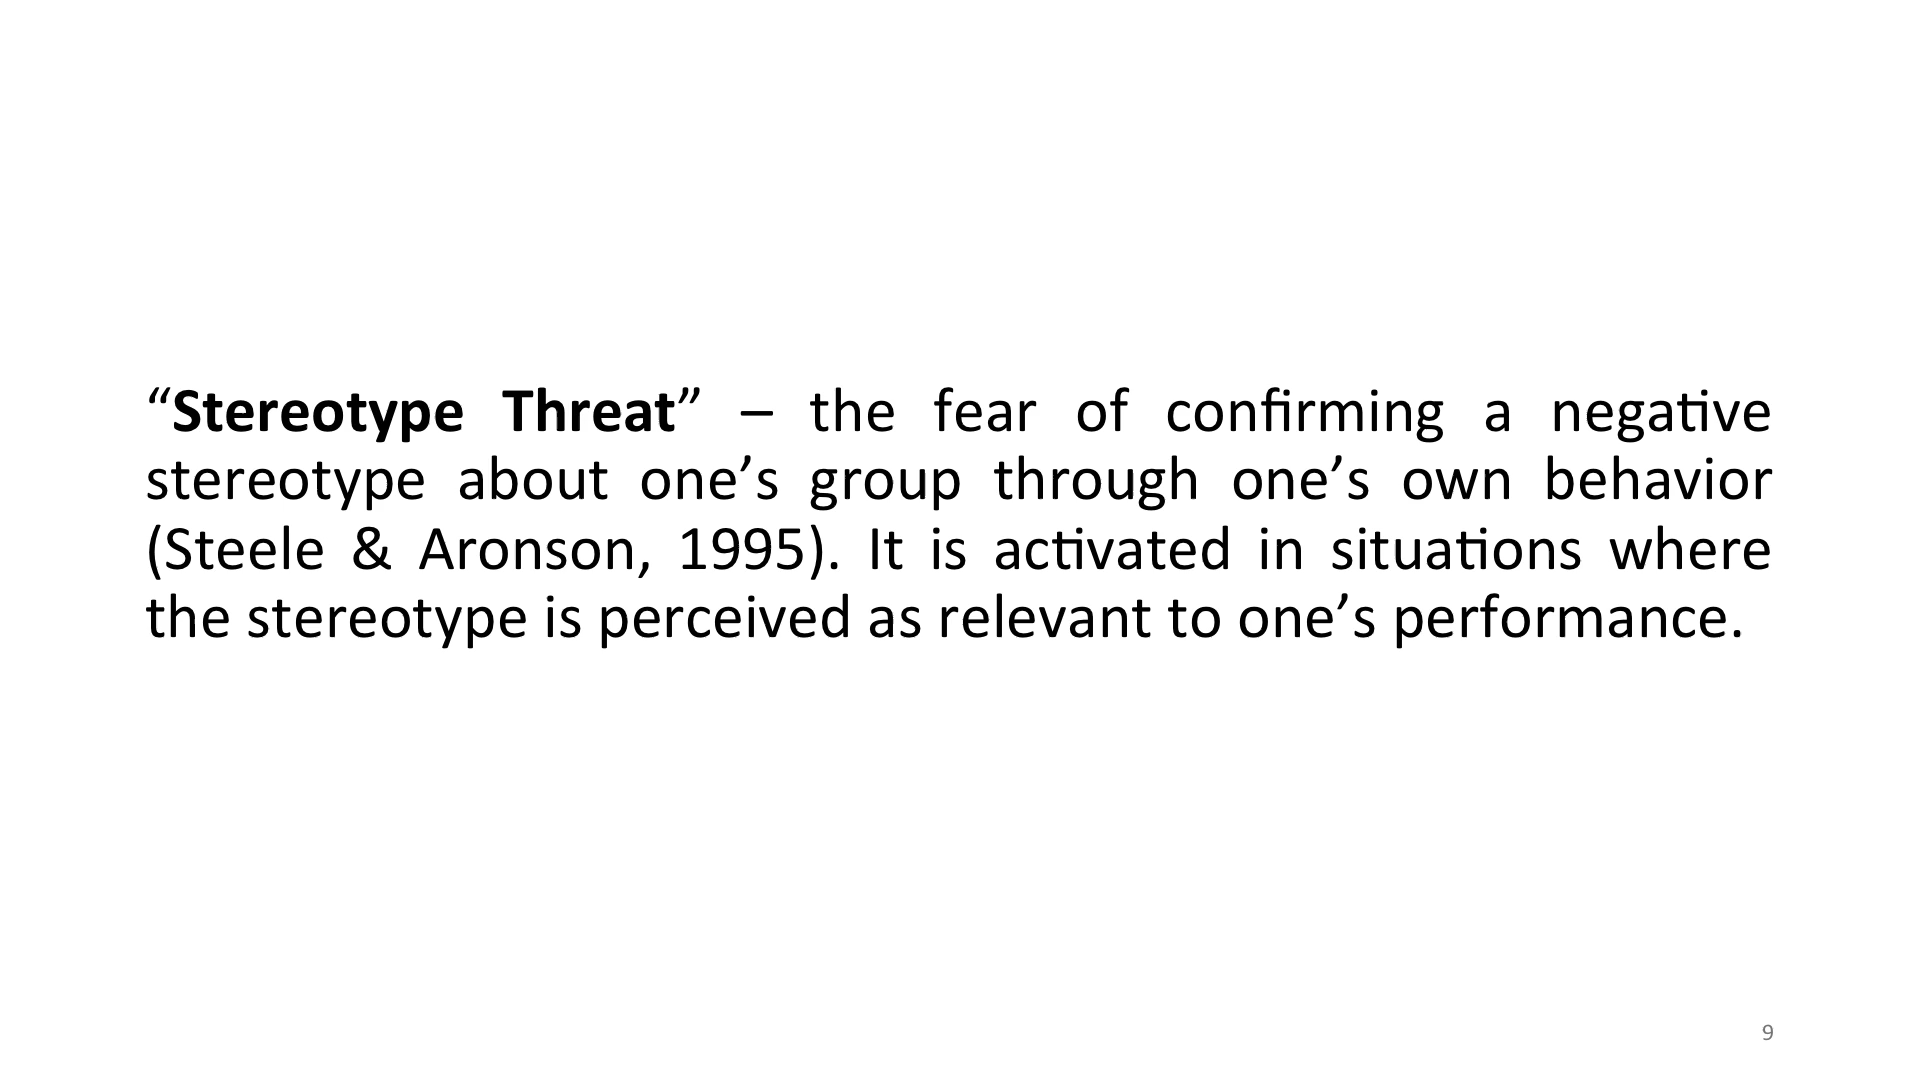 “Stereotype Threat” – the fear of confirming a negative
stereotype about one’s group through one’s own behavior
(Steele & Aronson, 1995). It is activated in situations where
the stereotype is perceived as relevant to one’s performance.
9